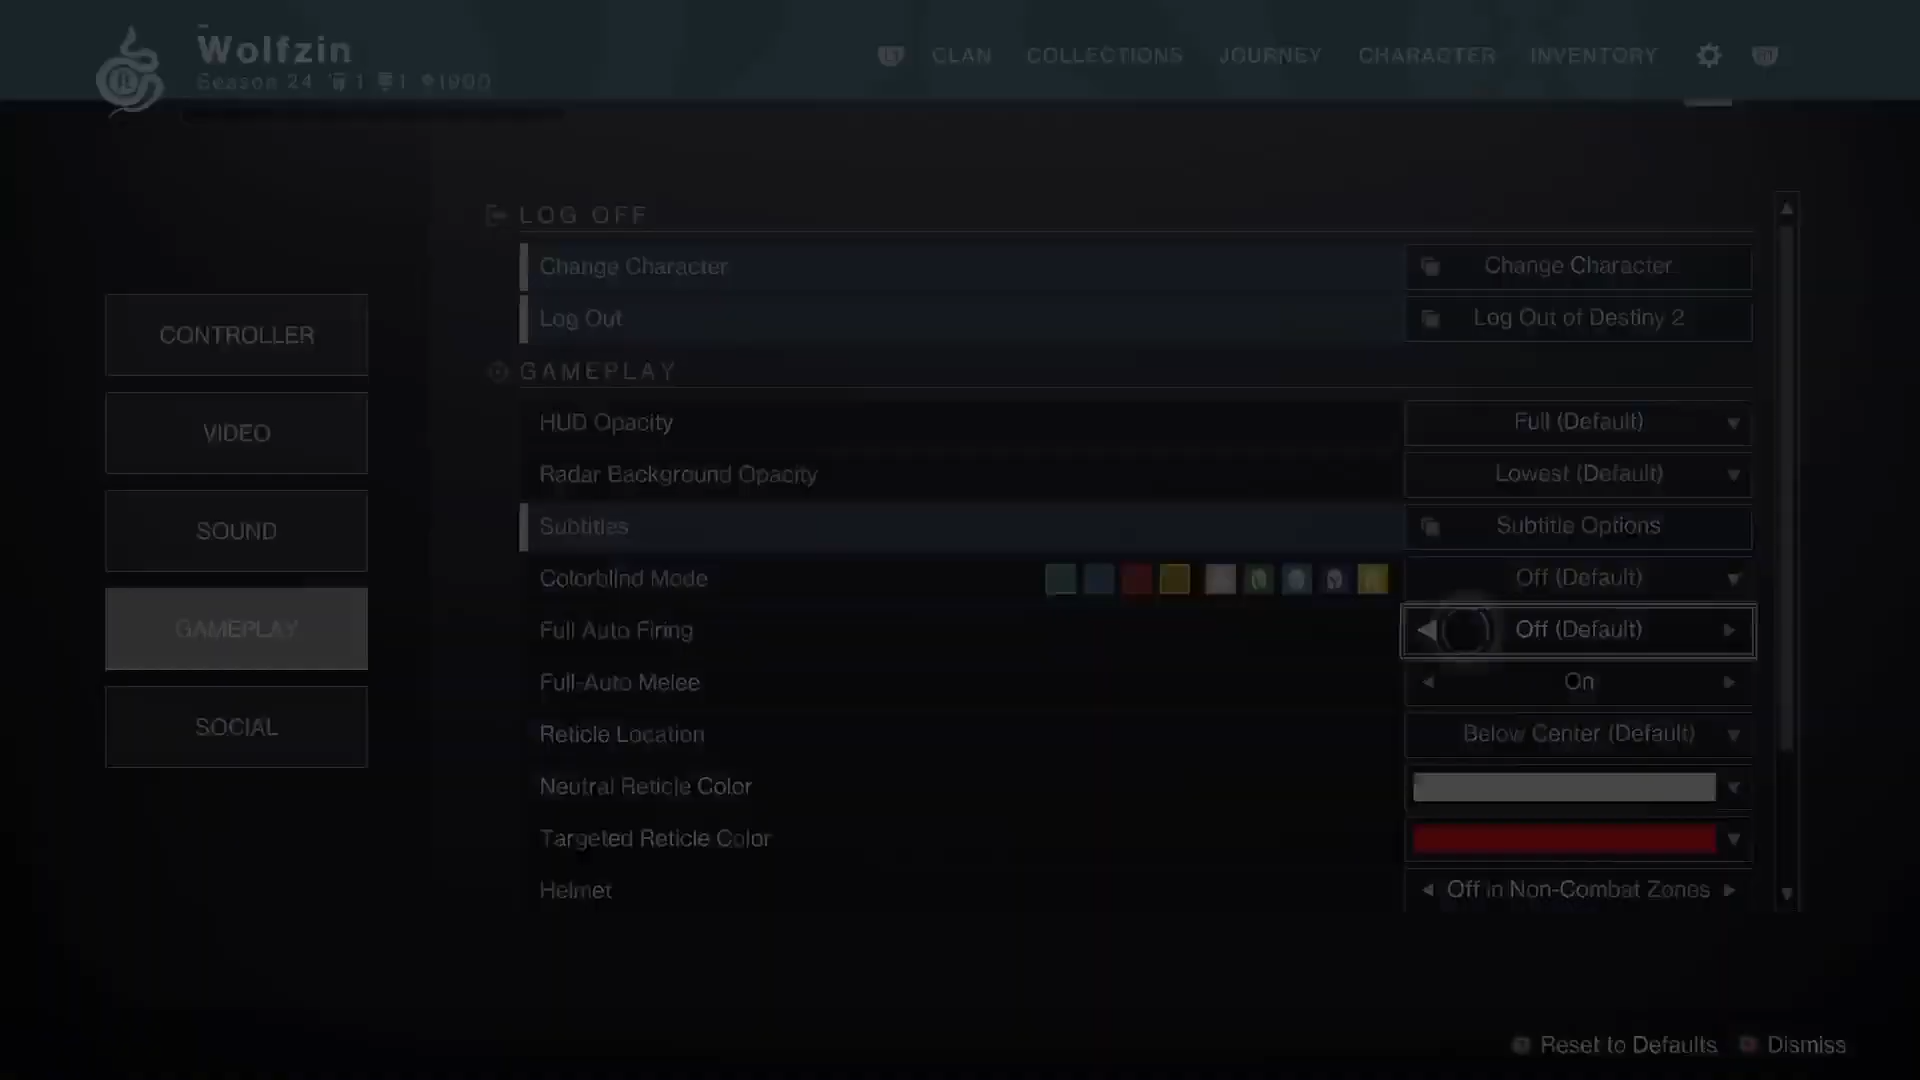 Wolfzin
Season 24 1 1 1900
CLAN COLLECTIONS JOURNEY CHARACTER INVENTORY
CONTROLLER
VIDEO
SOUND
GAMEPLAY
SOCIAL
LOG OFF
Change Character Change Character
Log Out Log Out of Destiny 2
GAMEPLAY
HUD Opacity Full (Default)
Radar Background Opacity Lowest (Default)
Subtitles Subtitle Options
Colorblind Mode Off (Default)
Full Auto Firing Off (Default)
Full-Auto Melee On
Reticle Location Below Center (Default)
Neutral Reticle Color
Targeted Reticle Color
Helmet Off in Non-Combat Zones
Reset to Defaults Dismiss